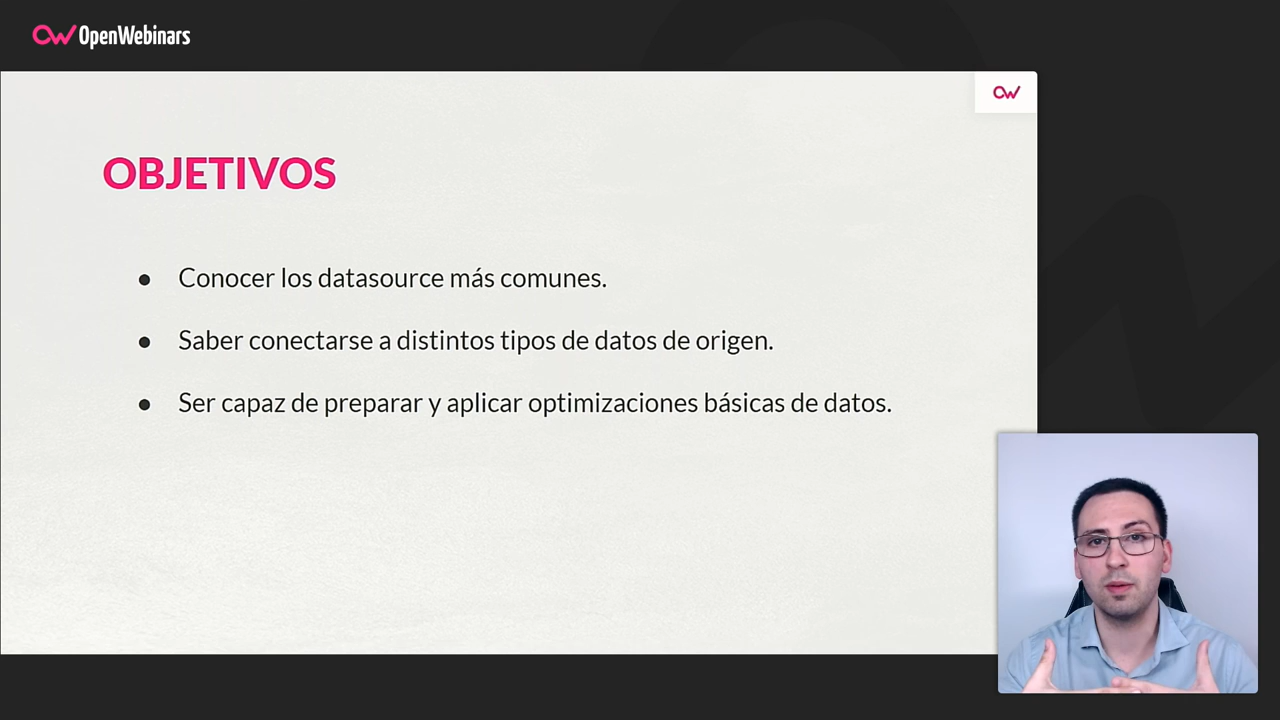 OpenWebinars
OBJETIVOS
● Conocer los datasource más comunes.
● Saber conectarse a distintos tipos de datos de origen.
● Ser capaz de preparar y aplicar optimizaciones básicas de datos.